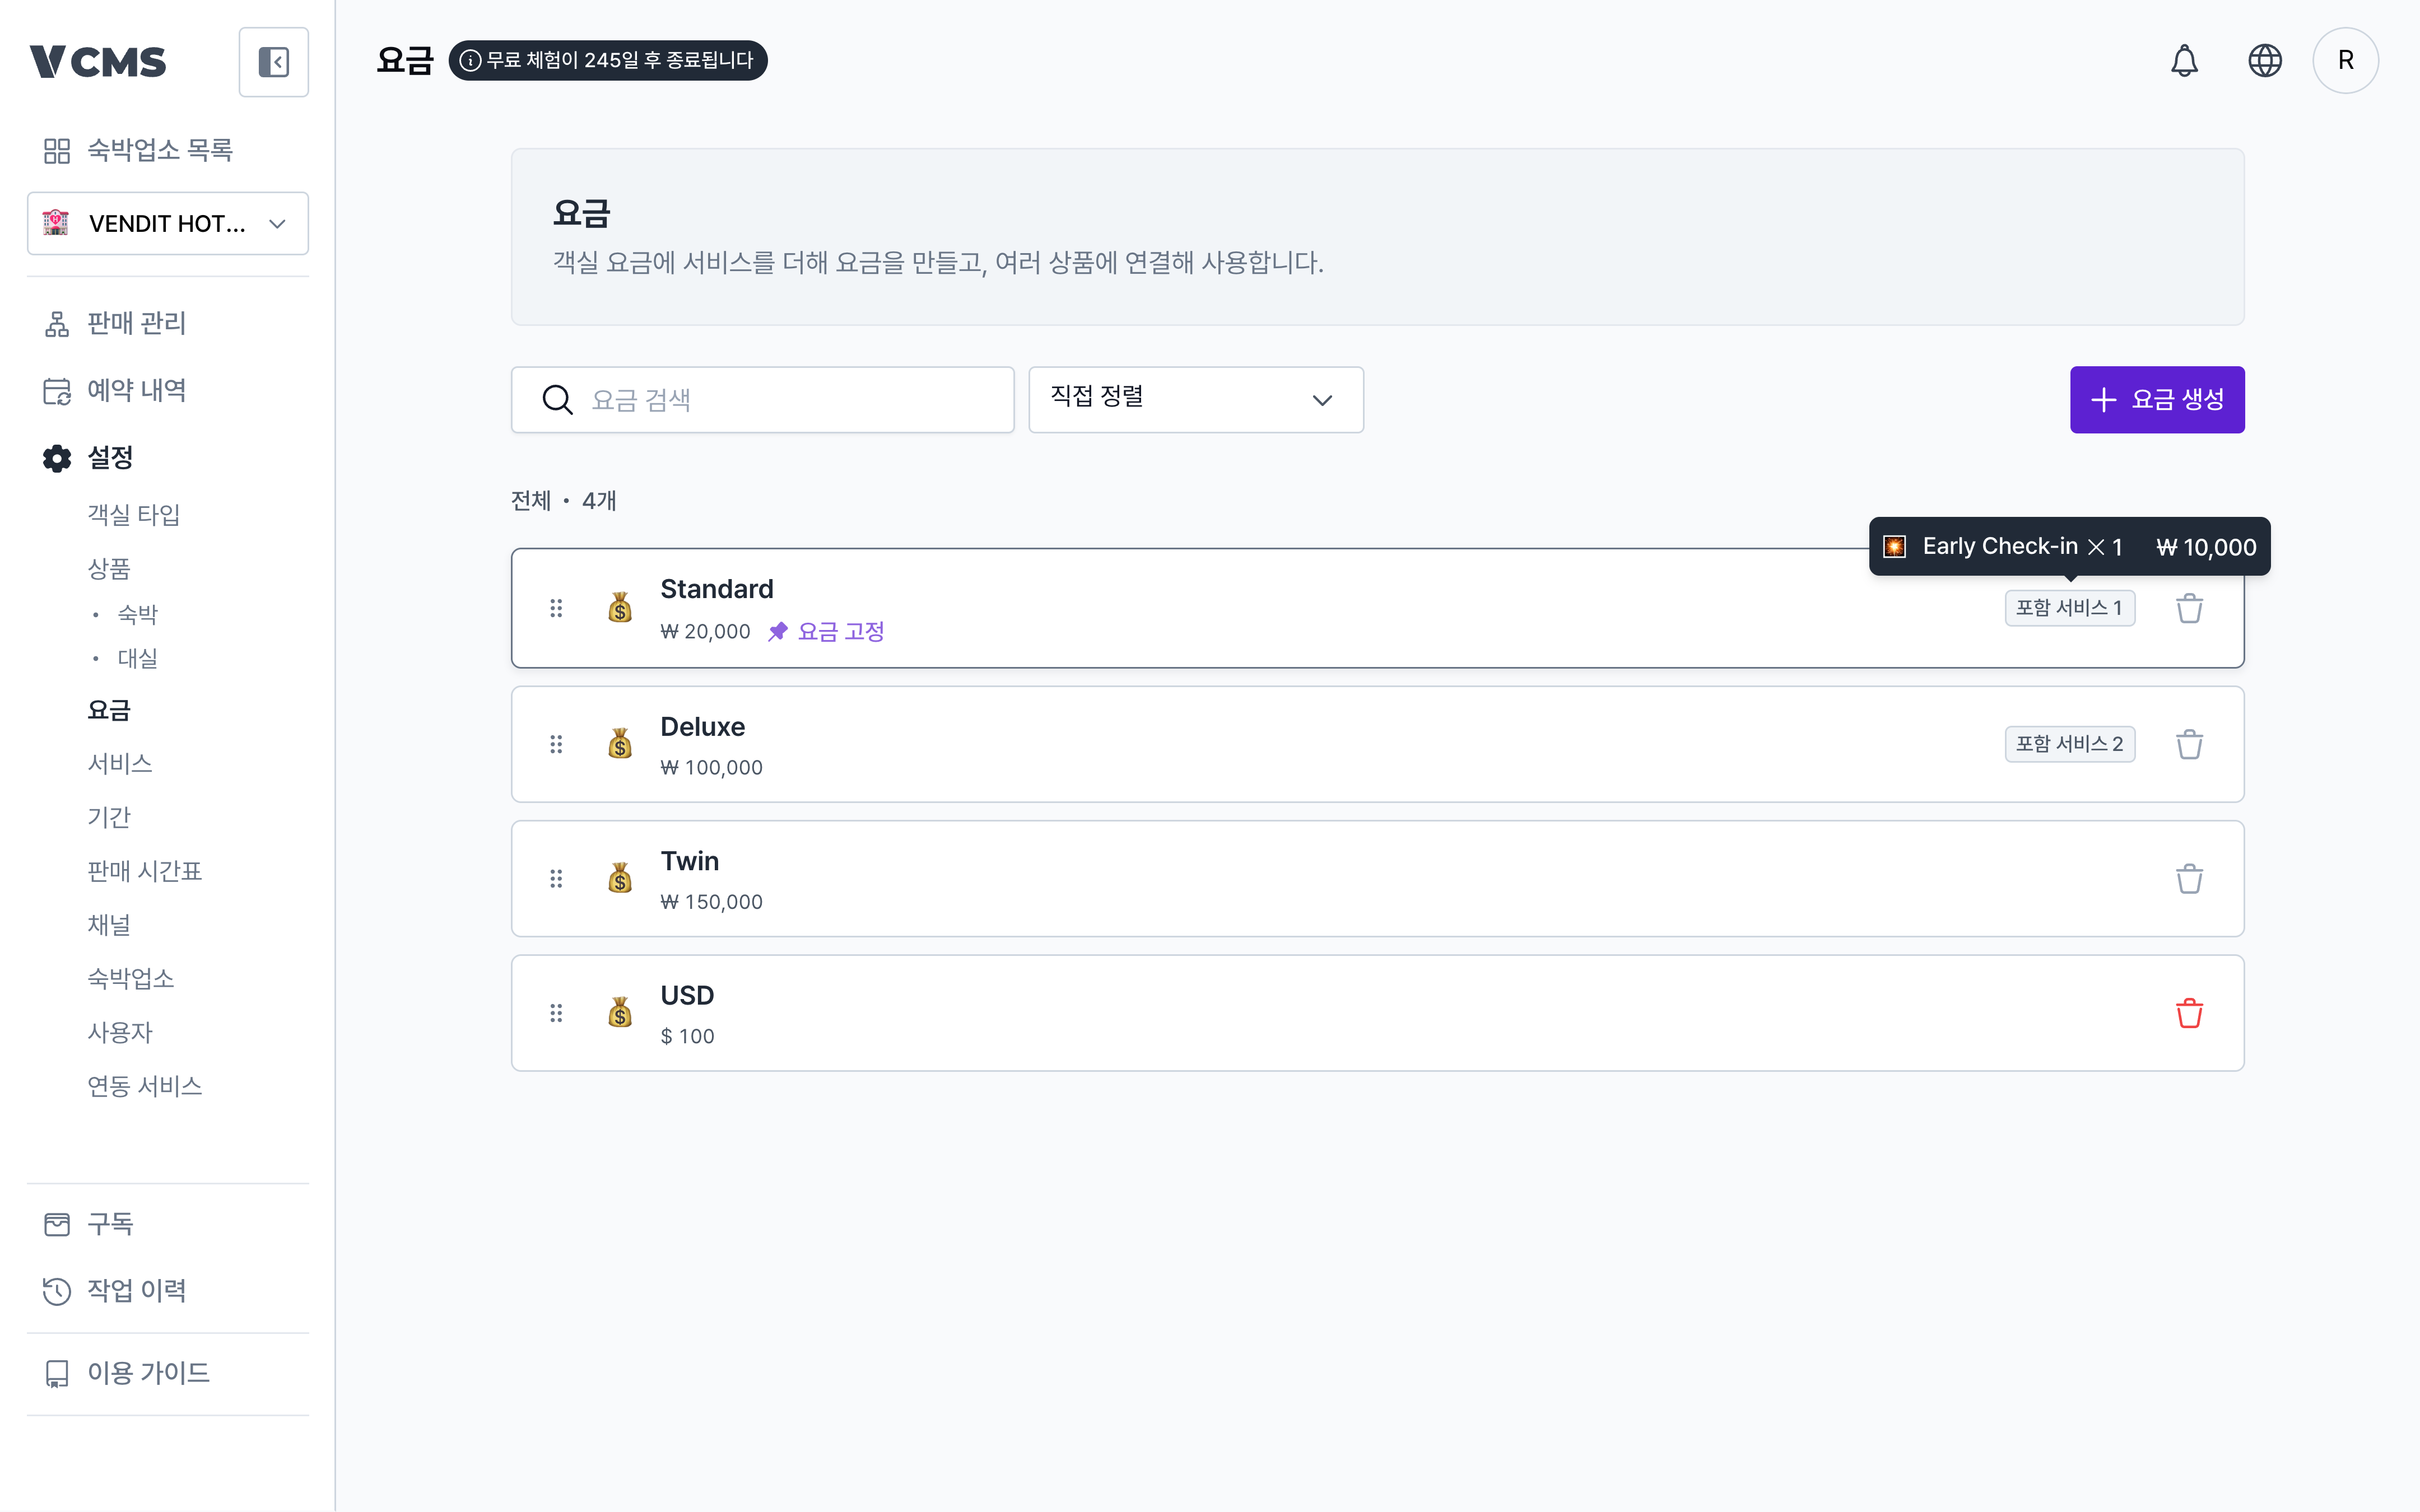 VCMS
숙박업소 목록
VENDIT HOT...
판매 관리
예약 내역
설정
객실 타입
상품
• 숙박
• 대실
요금
서비스
기간
판매 시간표
채널
숙박업소
사용자
연동 서비스
구독
작업 이력
이용 가이드
요금 무료 체험이 245일 후 종료됩니다
R
요금
객실 요금에 서비스를 더해 요금을 만들고, 여러 상품에 연결해 사용합니다.
요금 검색
직접 정렬
+ 요금 생성
전체 • 4개
Early Check-in × 1 ₩ 10,000
Standard
₩ 20,000 요금 고정
포함 서비스 1
Deluxe
₩ 100,000
포함 서비스 2
Twin
₩ 150,000
USD
$ 100